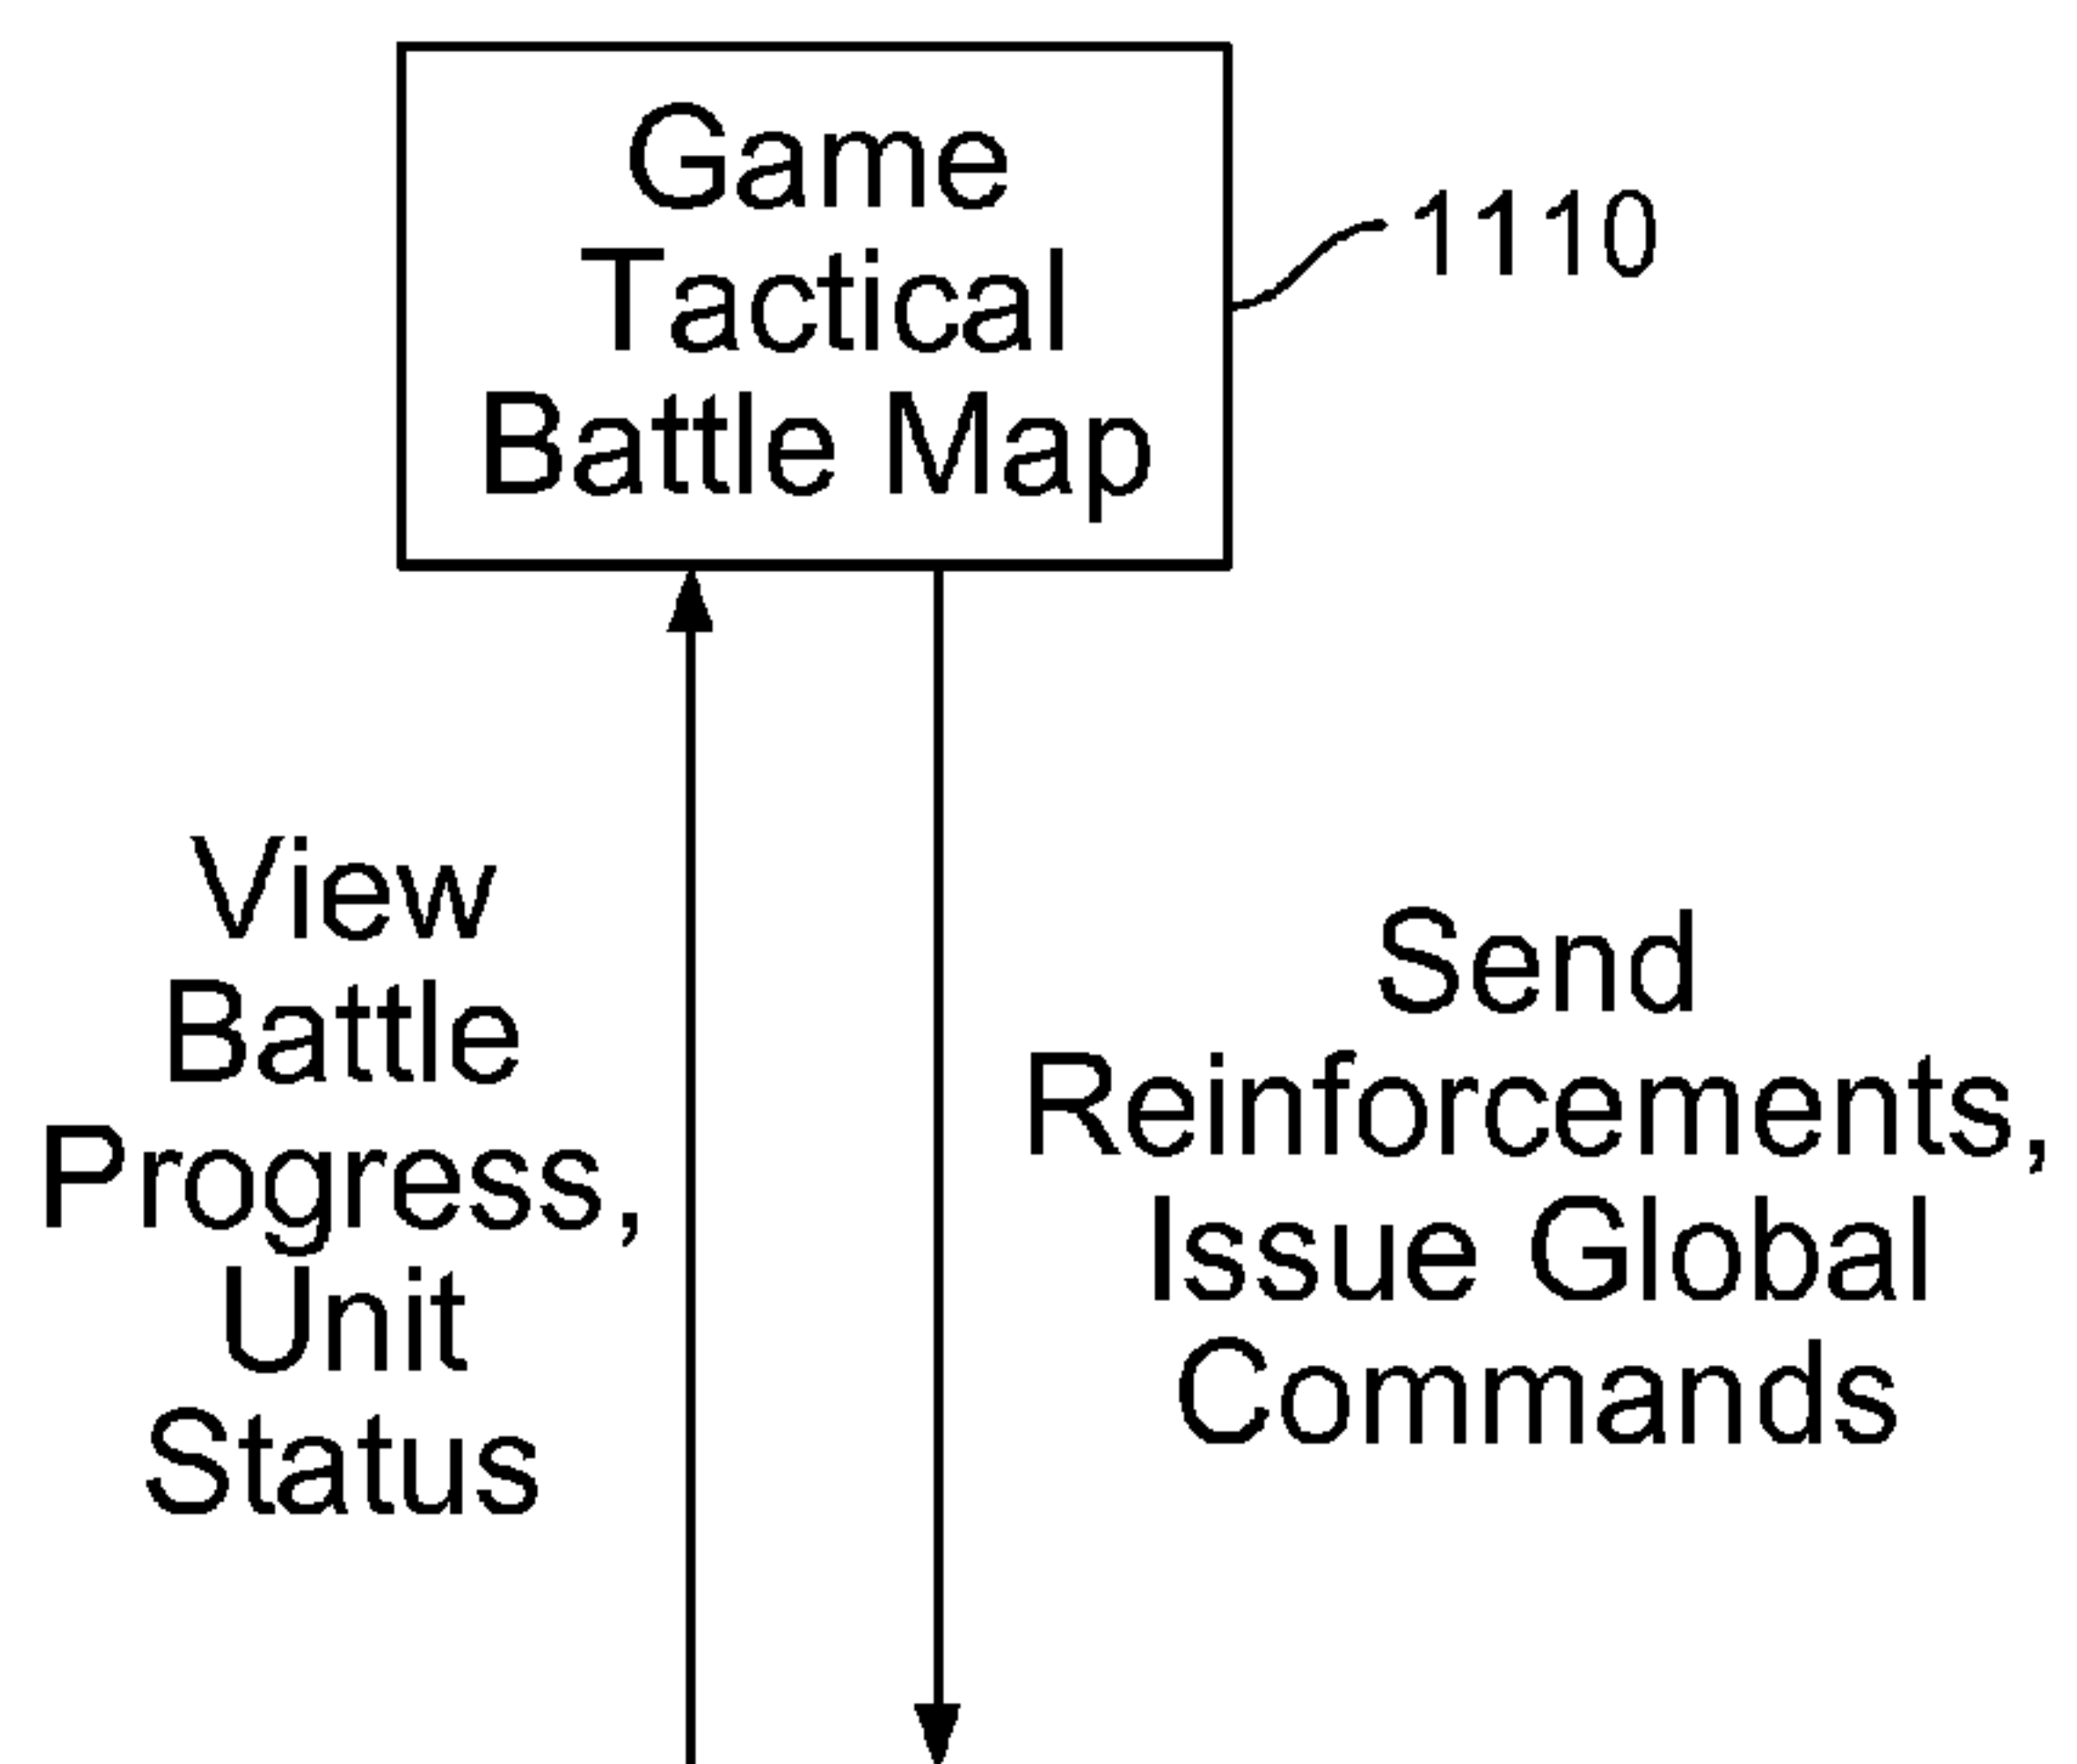 Game
Tactical
Battle Map
1110
View
Battle
Progress,
Unit
Status
Send
Reinforcements,
Issue Global
Commands